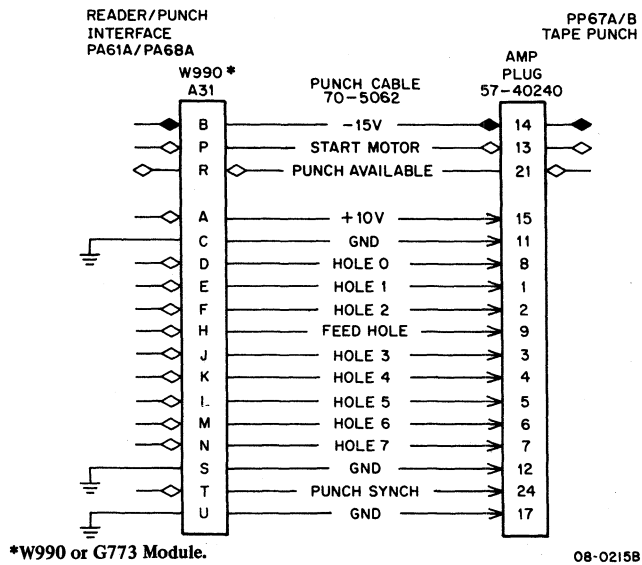 READER/PUNCH
INTERFACE
PA61A/PA68A
PP67A/B
TAPE PUNCH
W990 *
A31
PUNCH CABLE
70-5062
AMP
PLUG
57-40240
B -15V 14
P START MOTOR 13
R PUNCH AVAILABLE 21
A +10V 15
C GND 11
D HOLE 0 8
E HOLE 1 1
F HOLE 2 2
H FEED HOLE 9
J HOLE 3 3
K HOLE 4 4
L HOLE 5 5
M HOLE 6 6
N HOLE 7 7
S GND 12
T PUNCH SYNCH 24
U GND 17
*W990 or G773 Module.
08-0215B